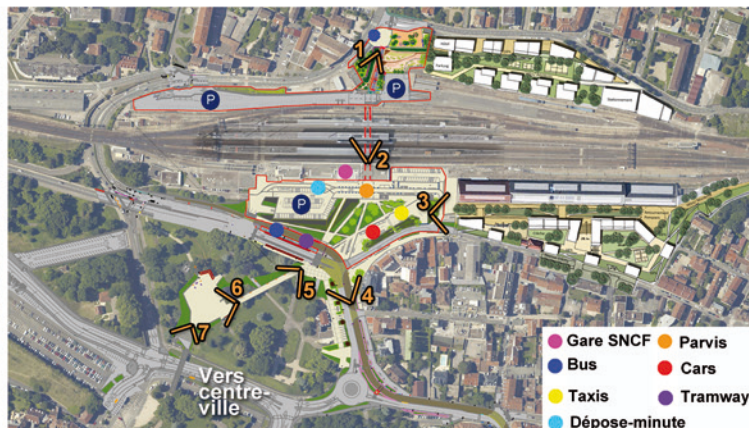 1
P
P
2
3
P
4
5
6
7
Vers
centre-
ville
Gare SNCF
Parvis
Bus
Cars
Taxis
Tramway
Dépose-minute